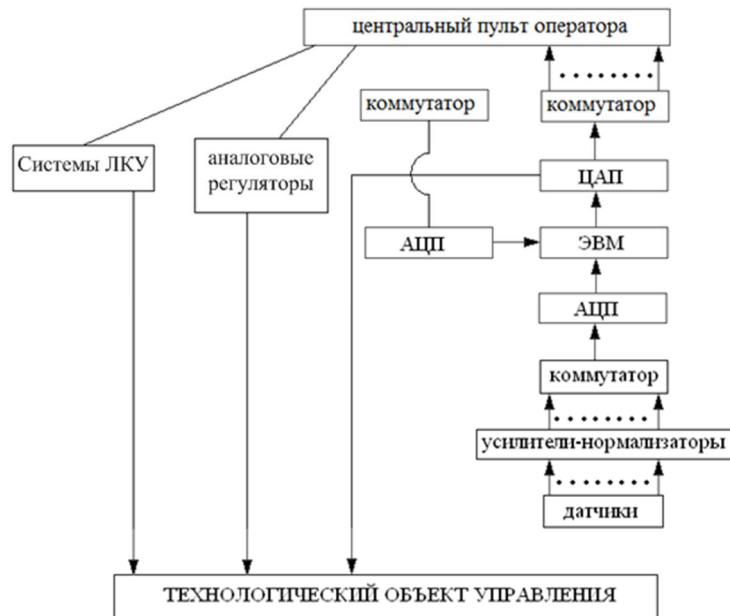 центральный пульт оператора
коммутатор
коммутатор
Системы ЛКУ
аналоговые
регуляторы
ЦАП
АЦП
ЭВМ
АЦП
коммутатор
усилители-нормализаторы
датчики
ТЕХНОЛОГИЧЕСКИЙ ОБЪЕКТ УПРАВЛЕНИЯ